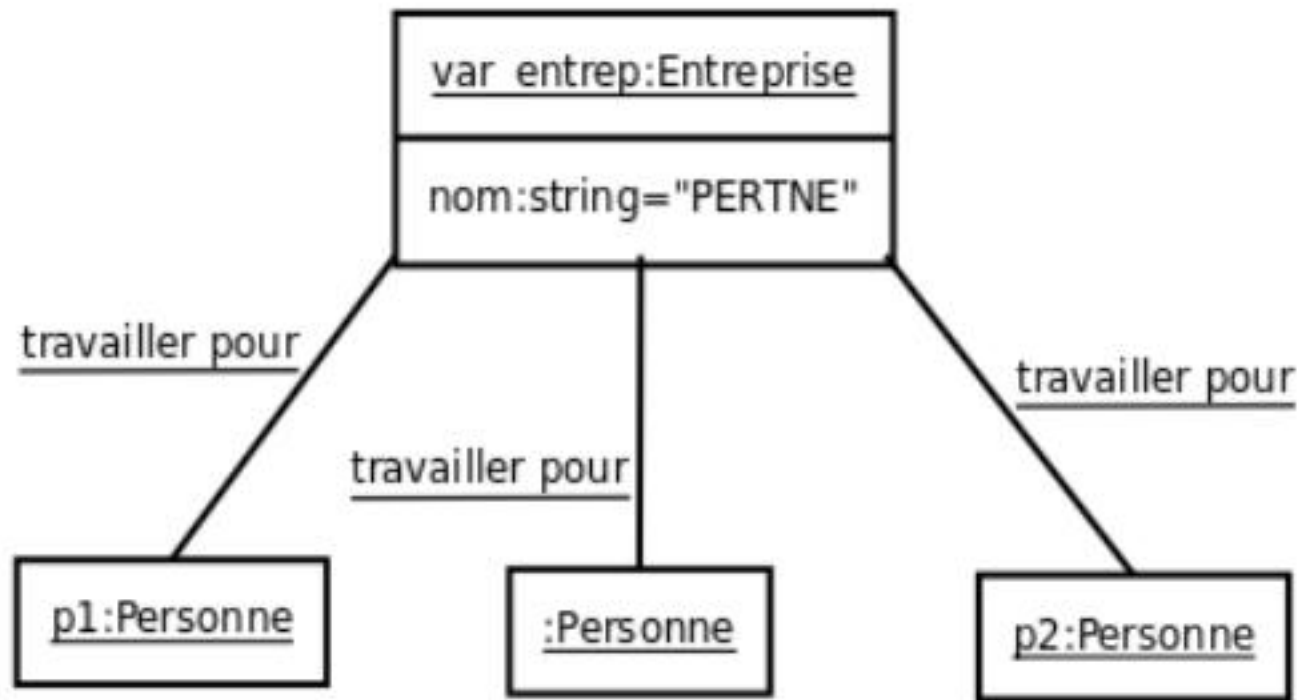 var entrep:Entreprise
nom:string="PERTNE"
travailler pour
travailler pour
travailler pour
p1:Personne
:Personne
p2:Personne